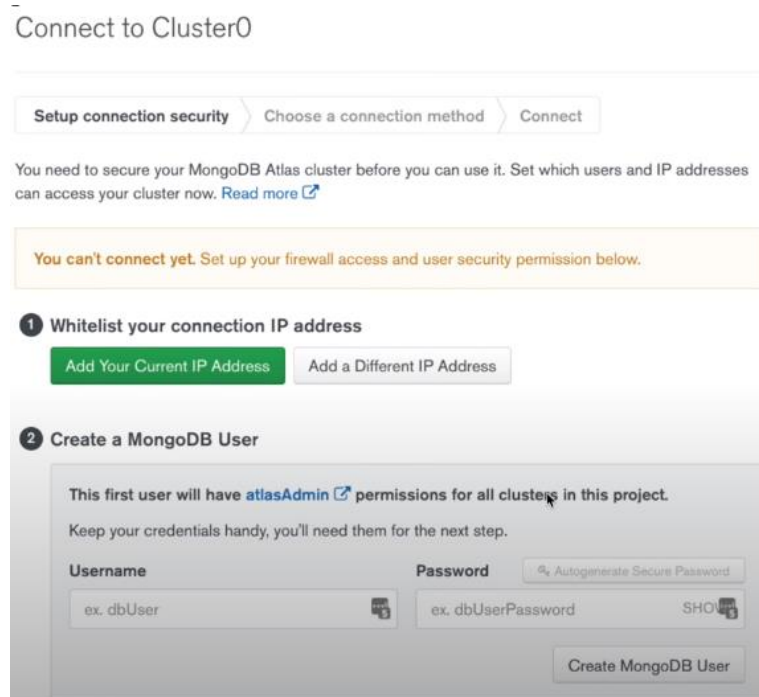 Connect to Cluster0
Setup connection security Choose a connection method Connect
You need to secure your MongoDB Atlas cluster before you can use it. Set which users and IP addresses
can access your cluster now. Read more
You can't connect yet. Set up your firewall access and user security permission below.
1 Whitelist your connection IP address
Add Your Current IP Address Add a Different IP Address
2 Create a MongoDB User
This first user will have atlasAdmin permissions for all clusters in this project.
Keep your credentials handy, you'll need them for the next step.
Username Password Autogenerate Secure Password
ex. dbUser ex. dbUserPassword SHOW
Create MongoDB User